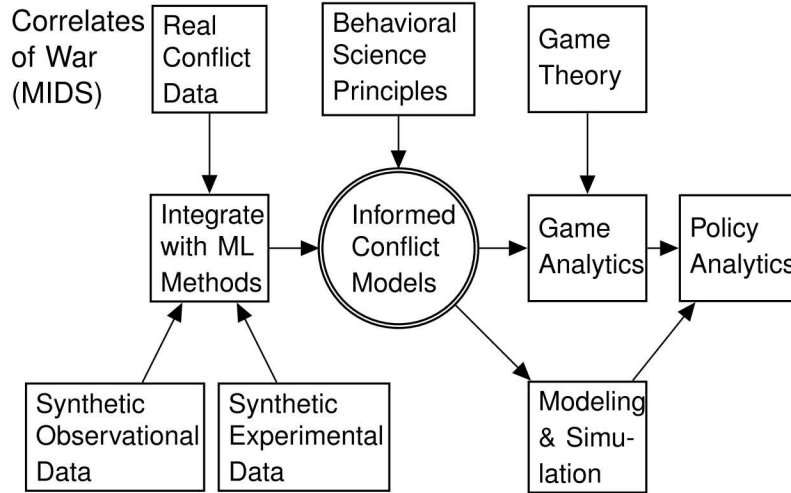 Correlates
of War
(MIDS)
Real
Conflict
Data
Behavioral
Science
Principles
Game
Theory
Integrate
with ML
Methods
Informed
Conflict
Models
Game
Analytics
Policy
Analytics
Synthetic
Observational
Data
Synthetic
Experimental
Data
Modeling
& Simu-
lation